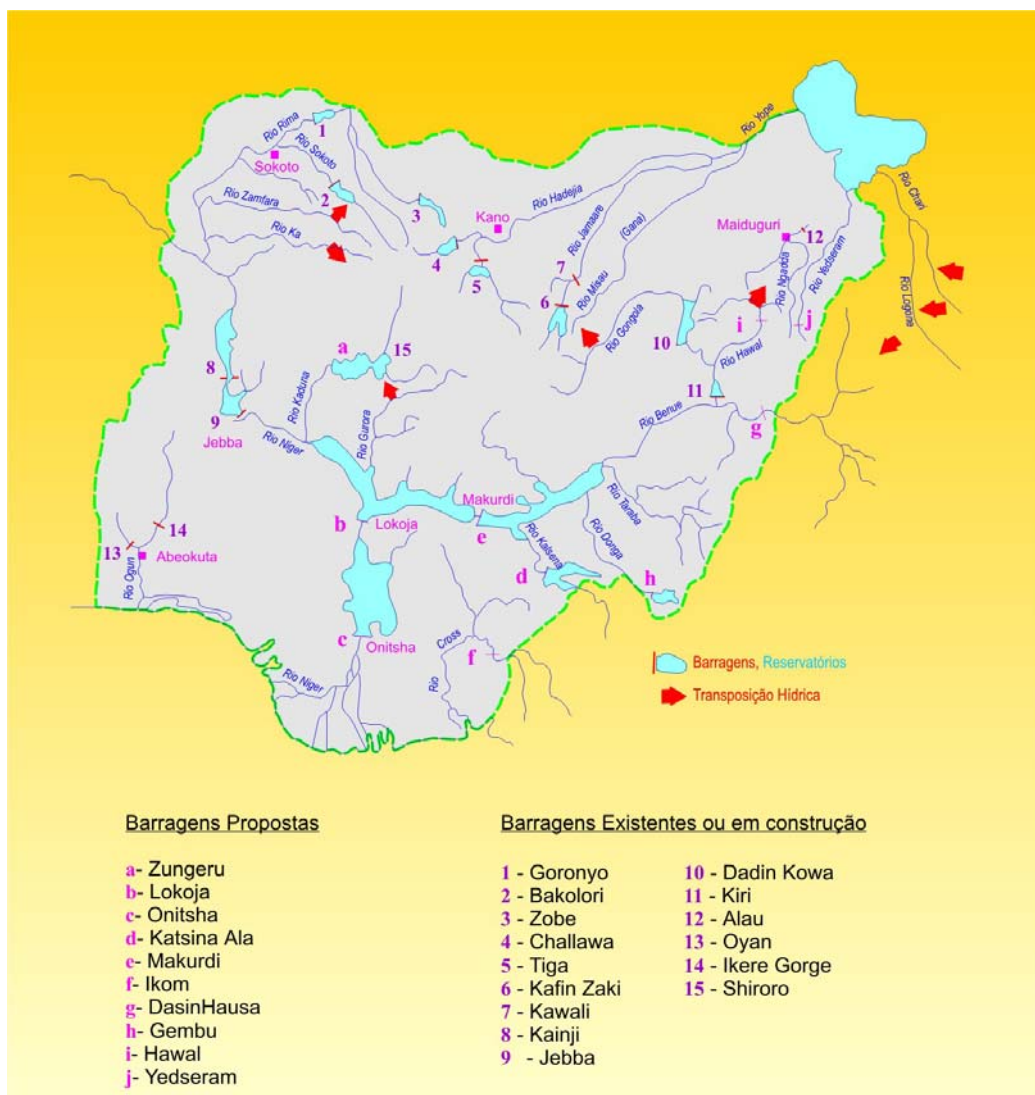 Rio Yope
Rio Rima
1
Rio Sokoto
Sokoto
Rio Chari
2
Rio Zamfara
3
Rio Hadejia
Kano
Rio Jamaare
(Gana)
Maiduguri
12
Rio Ka
4
5
7
Rio Misau
Rio Ngadda
Rio Yedseram
Rio Logone
6
Rio Gongola
10
i
j
a
15
Rio Hawal
8
11
Rio Kaduna
9
Jebba
Rio Niger
Rio Gurora
Rio Benue
g
Makurdi
Rio Taraba
b
Lokoja
e
14
13
Abeokuta
Rio Ogun
Rio Katsena
Rio Donga
d
h
c
Onitsha
Cross
f
Rio
Rio Niger
Barragens, Reservatórios
Transposição Hídrica
Barragens Propostas
a- Zungeru
b- Lokoja
c- Onitsha
d- Katsina Ala
e- Makurdi
f- Ikom
g- DasinHausa
h- Gembu
i- Hawal
j- Yedseram
Barragens Existentes ou em construção
1 - Goronyo
2 - Bakolori
3 - Zobe
4 - Challawa
5 - Tiga
6 - Kafin Zaki
7 - Kawali
8 - Kainji
9 - Jebba
10 - Dadin Kowa
11 - Kiri
12 - Alau
13 - Oyan
14 - Ikere Gorge
15 - Shiroro